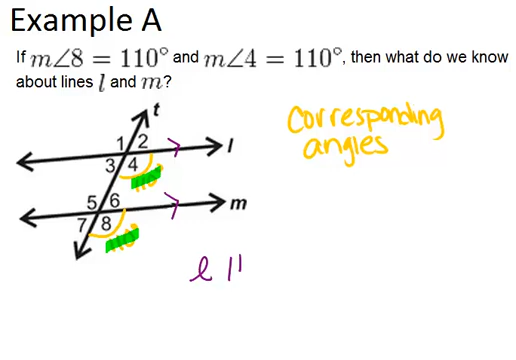 Example A
If m∠8 = 110° and m∠4 = 110°, then what do we know
about lines l and m?
Corresponding
angles
t
1 2
l
3 4
110°
5 6
m
7 8
110°
l ||